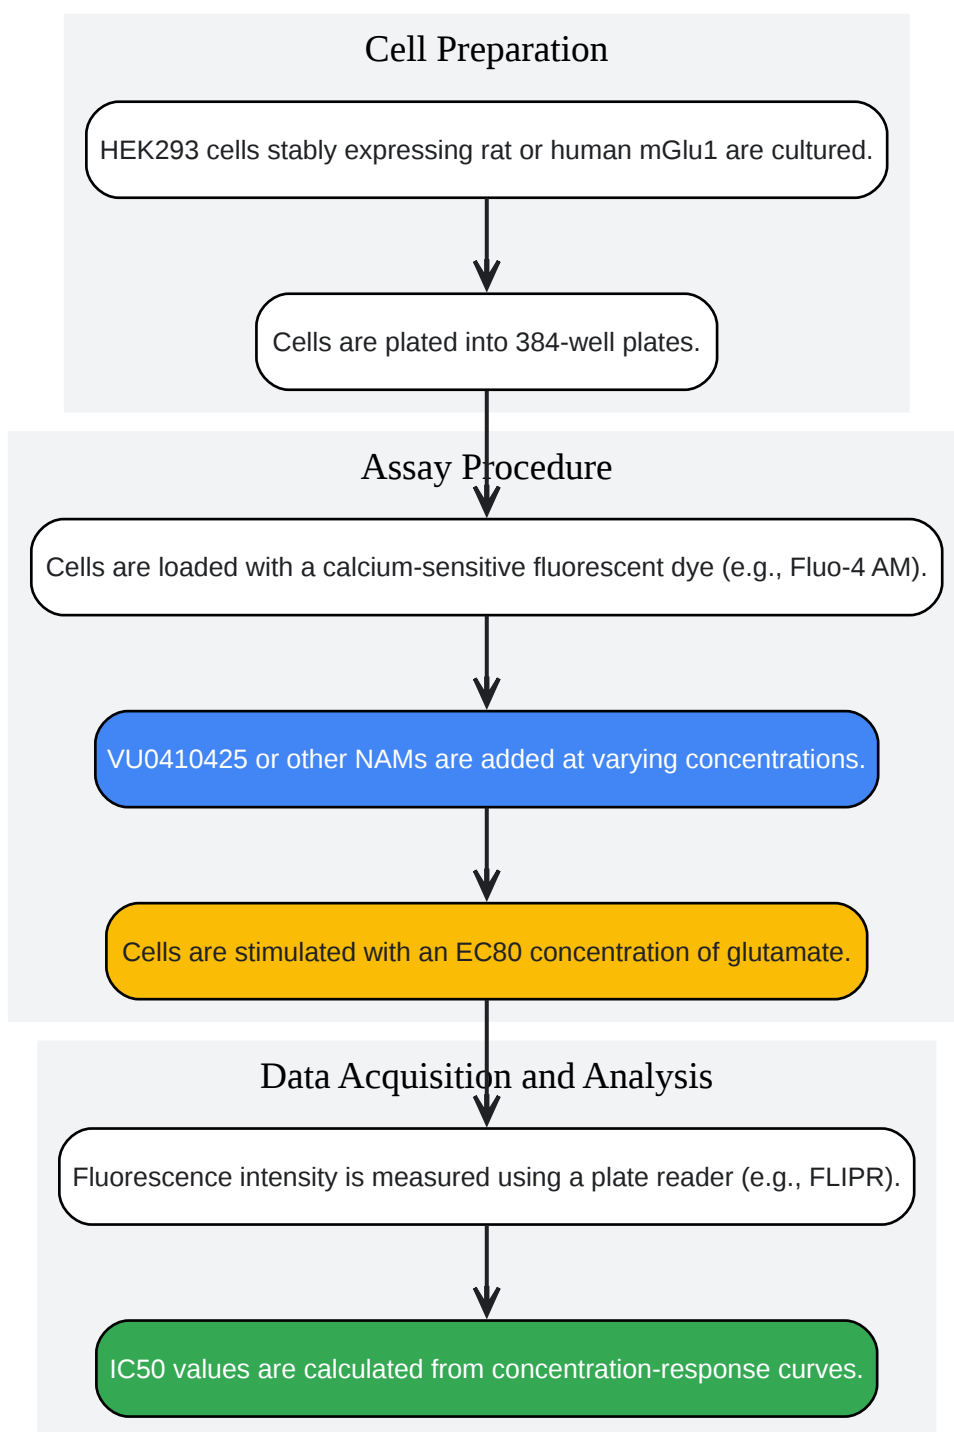 Cell Preparation
HEK293 cells stably expressing rat or human mGlu1 are cultured.
Cells are plated into 384-well plates.
Assay Procedure
Cells are loaded with a calcium-sensitive fluorescent dye (e.g., Fluo-4 AM).
VU0410425 or other NAMs are added at varying concentrations.
Cells are stimulated with an EC80 concentration of glutamate.
Data Acquisition and Analysis
Fluorescence intensity is measured using a plate reader (e.g., FLIPR).
IC50 values are calculated from concentration-response curves.